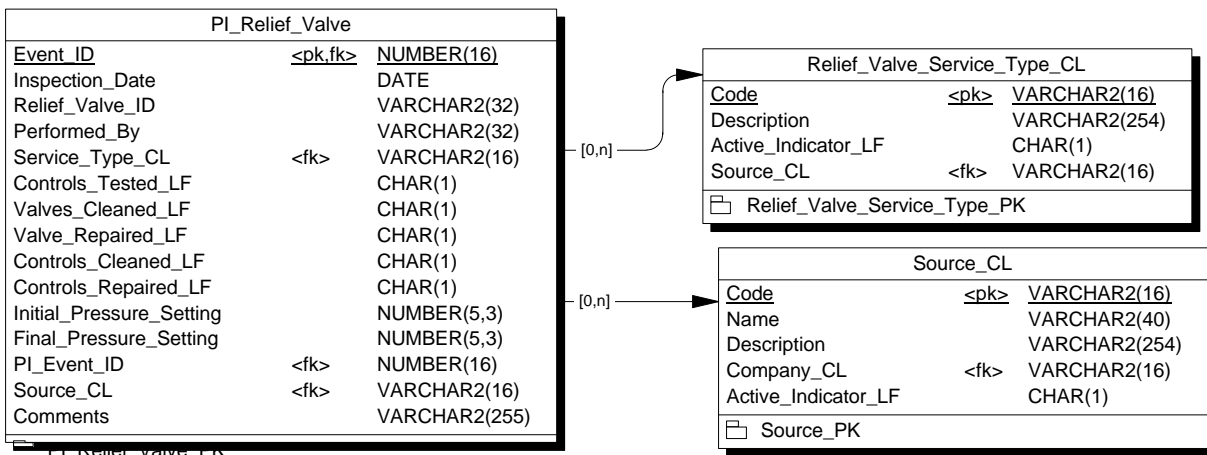 PI_Relief_Valve
Event_ID <pk,fk> NUMBER(16)
Inspection_Date DATE
Relief_Valve_ID VARCHAR2(32)
Performed_By VARCHAR2(32)
Service_Type_CL <fk> VARCHAR2(16)
Controls_Tested_LF CHAR(1)
Valves_Cleaned_LF CHAR(1)
Valve_Repaired_LF CHAR(1)
Controls_Cleaned_LF CHAR(1)
Controls_Repaired_LF CHAR(1)
Initial_Pressure_Setting NUMBER(5,3)
Final_Pressure_Setting NUMBER(5,3)
PI_Event_ID <fk> NUMBER(16)
Source_CL <fk> VARCHAR2(16)
Comments VARCHAR2(255)
PI_Relief_Valve_PK
[0,n]
[0,n]
Relief_Valve_Service_Type_CL
Code <pk> VARCHAR2(16)
Description VARCHAR2(254)
Active_Indicator_LF CHAR(1)
Source_CL <fk> VARCHAR2(16)
Relief_Valve_Service_Type_PK
Source_CL
Code <pk> VARCHAR2(16)
Name VARCHAR2(40)
Description VARCHAR2(254)
Company_CL <fk> VARCHAR2(16)
Active_Indicator_LF CHAR(1)
Source_PK